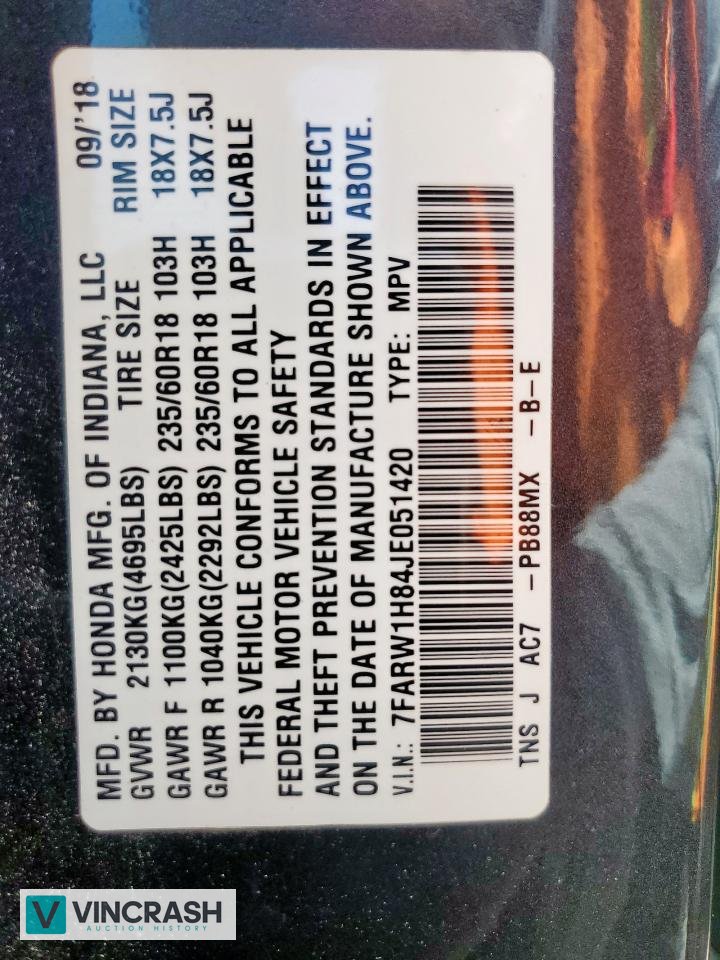 MFD. BY HONDA MFG. OF INDIANA, LLC 09/'18
GVWR 2130KG(4695LBS) TIRE SIZE RIM SIZE
GAWR F 1100KG(2425LBS) 235/60R18 103H 18X7.5J
GAWR R 1040KG(2292LBS) 235/60R18 103H 18X7.5J
THIS VEHICLE CONFORMS TO ALL APPLICABLE
FEDERAL MOTOR VEHICLE SAFETY
AND THEFT PREVENTION STANDARDS IN EFFECT
ON THE DATE OF MANUFACTURE SHOWN ABOVE.
V.I.N.: 7FARW1H84JE051420 TYPE: MPV
TNS J AC7 -PB88MX -B-E
V VINCRASH
AUCTION HISTORY